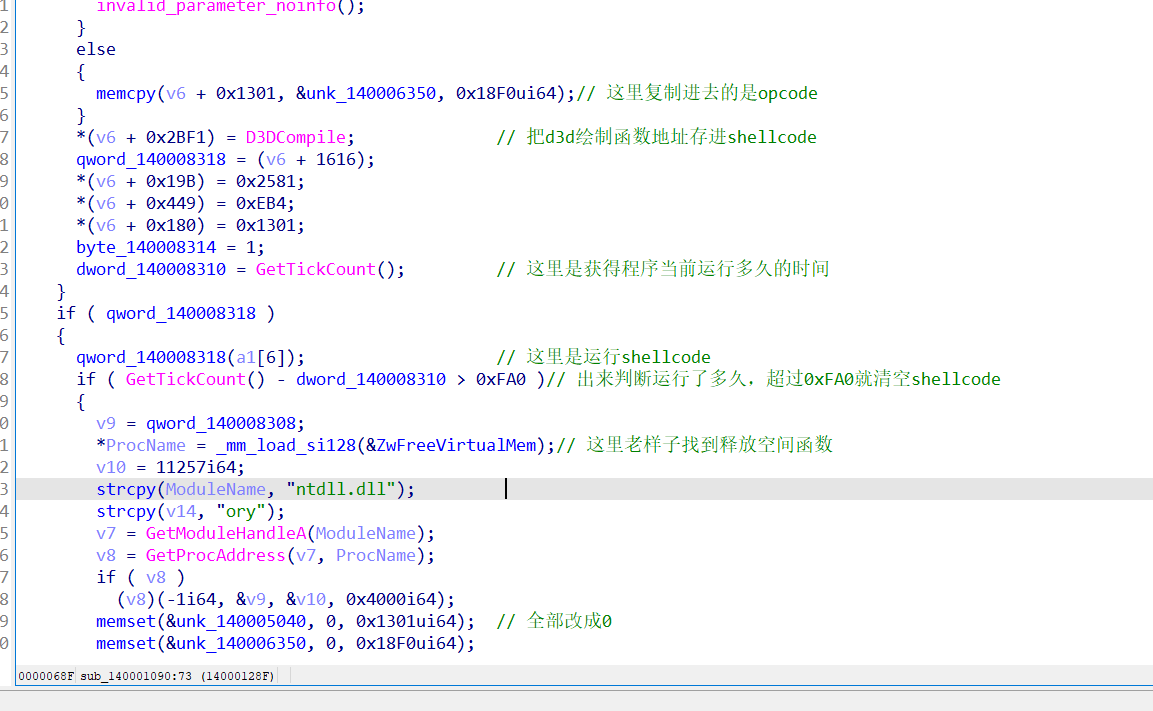 1 invalid_parameter_noinfo();
2 }
3 else
4 {
5 memcpy(v6 + 0x1301, &unk_140006350, 0x18F0ui64);// 这里复制进去的是opcode
6 }
7 *(v6 + 0x2BF1) = D3DCompile; // 把d3d绘制函数地址存进shellcode
8 qword_140008318 = (v6 + 1616);
9 *(v6 + 0x19B) = 0x2581;
0 *(v6 + 0x449) = 0xEB4;
1 *(v6 + 0x180) = 0x1301;
2 byte_140008314 = 1;
3 dword_140008310 = GetTickCount(); // 这里是获得程序当前运行多久的时间
4 }
5 if ( qword_140008318 )
6 {
7 qword_140008318(a1[6]); // 这里是运行shellcode
8 if ( GetTickCount() - dword_140008310 > 0xFA0 )// 出来判断运行了多久，超过0xFA0就清空shellcode
9 {
0 v9 = qword_140008308;
1 *ProcName = _mm_load_si128(&ZwFreeVirtualMem);// 这里老样子找到释放空间函数
2 v10 = 11257i64;
3 strcpy(ModuleName, "ntdll.dll");
4 strcpy(v14, "ory");
5 v7 = GetModuleHandleA(ModuleName);
6 v8 = GetProcAddress(v7, ProcName);
7 if ( v8 )
8 (v8)(-1i64, &v9, &v10, 0x4000i64);
9 memset(&unk_140005040, 0, 0x1301ui64); // 全部改成0
0 memset(&unk_140006350, 0, 0x18F0ui64);
0000068F sub_140001090:73 (14000128F)